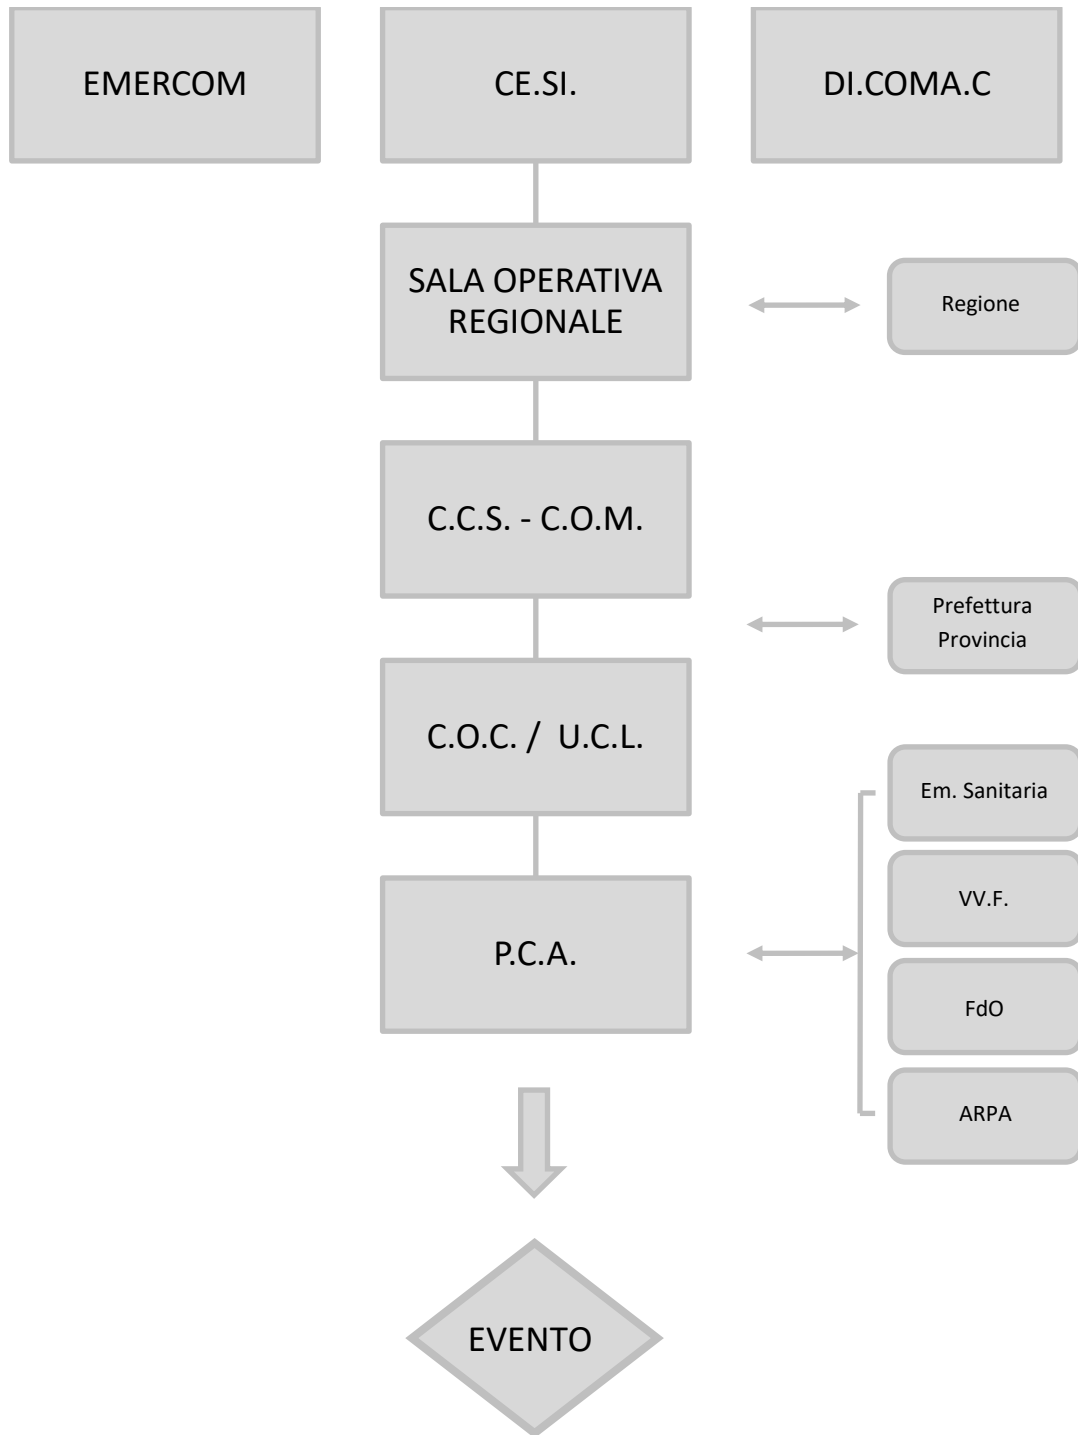 EMERCOM
CE.SI.
DI.COMA.C
SALA OPERATIVA
REGIONALE
Regione
C.C.S. - C.O.M.
Prefettura
Provincia
C.O.C. / U.C.L.
Em. Sanitaria
VV.F.
P.C.A.
FdO
ARPA
EVENTO